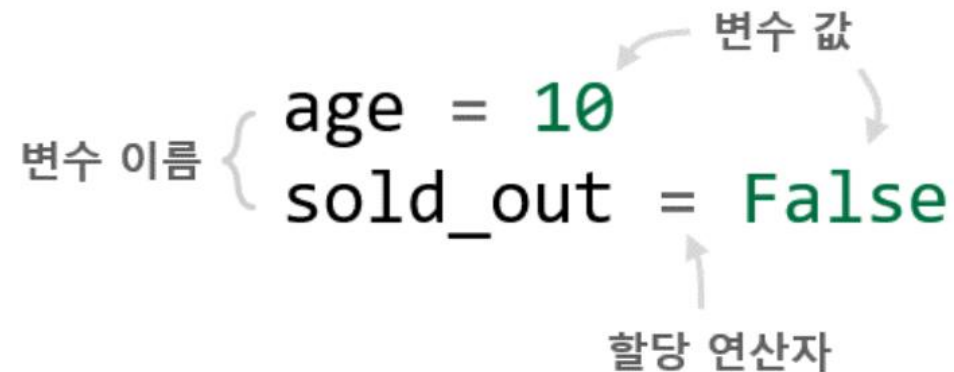 변수 값
age = 10
변수 이름
sold_out = False
할당 연산자